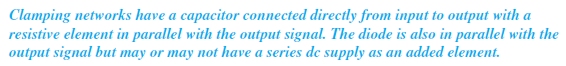 Clamping networks have a capacitor connected directly from input to output with a
resistive element in parallel with the output signal. The diode is also in parallel with the
output signal but may or may not have a series dc supply as an added element.